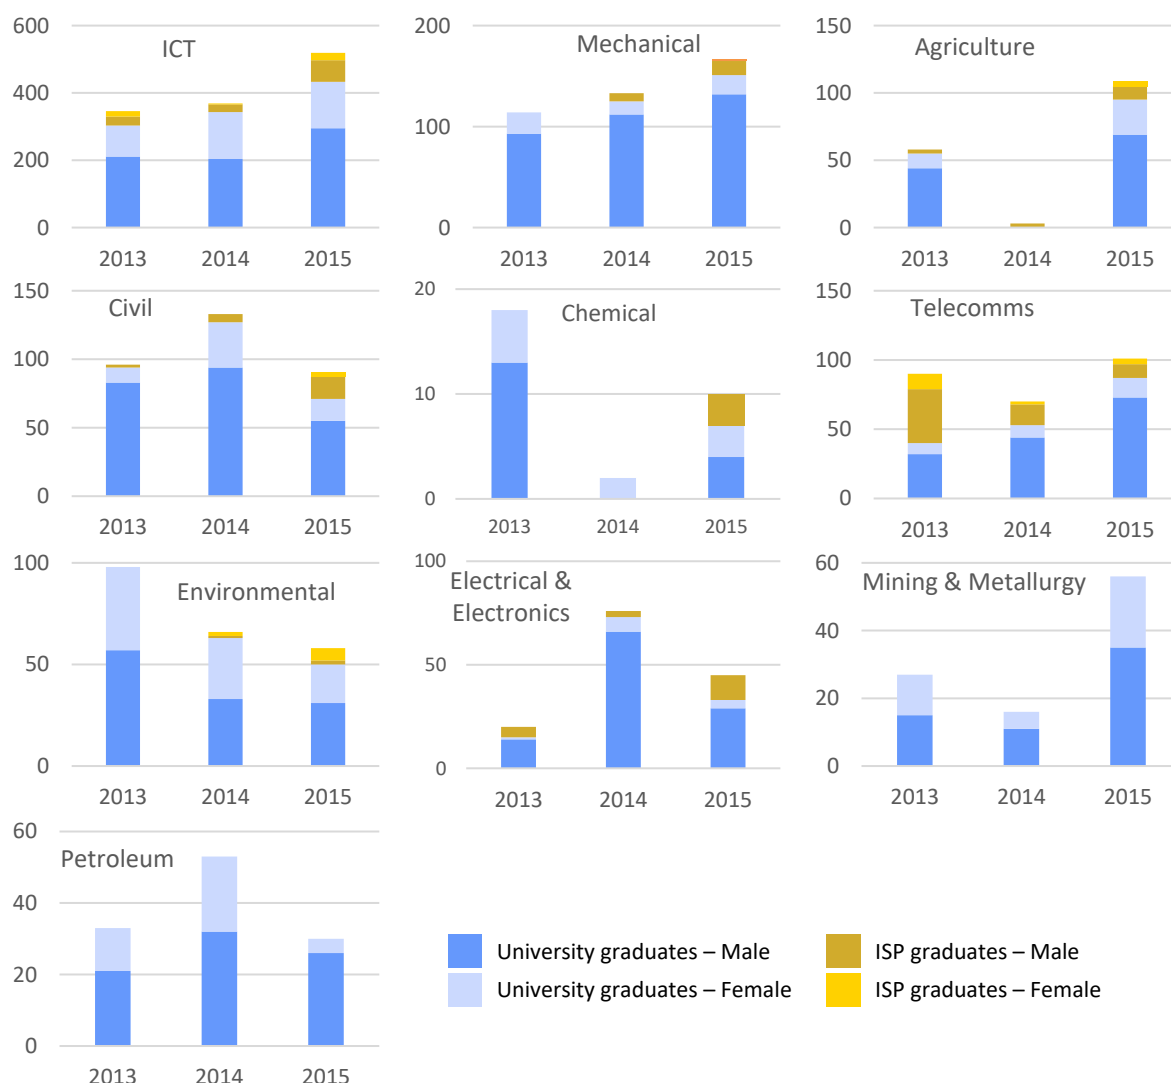 ICT
600
400
200
0
2013 2014 2015
Mechanical
200
100
0
2013 2014 2015
Agriculture
150
100
50
0
2013 2014 2015
Civil
150
100
50
0
2013 2014 2015
Chemical
20
10
0
2013 2014 2015
Telecomms
150
100
50
0
2013 2014 2015
Environmental
100
50
0
2013 2014 2015
Electrical &
Electronics
100
50
0
2013 2014 2015
Mining & Metallurgy
60
40
20
0
2013 2014 2015
Petroleum
60
40
20
0
2013 2014 2015
University graduates – Male
University graduates – Female
ISP graduates – Male
ISP graduates – Female